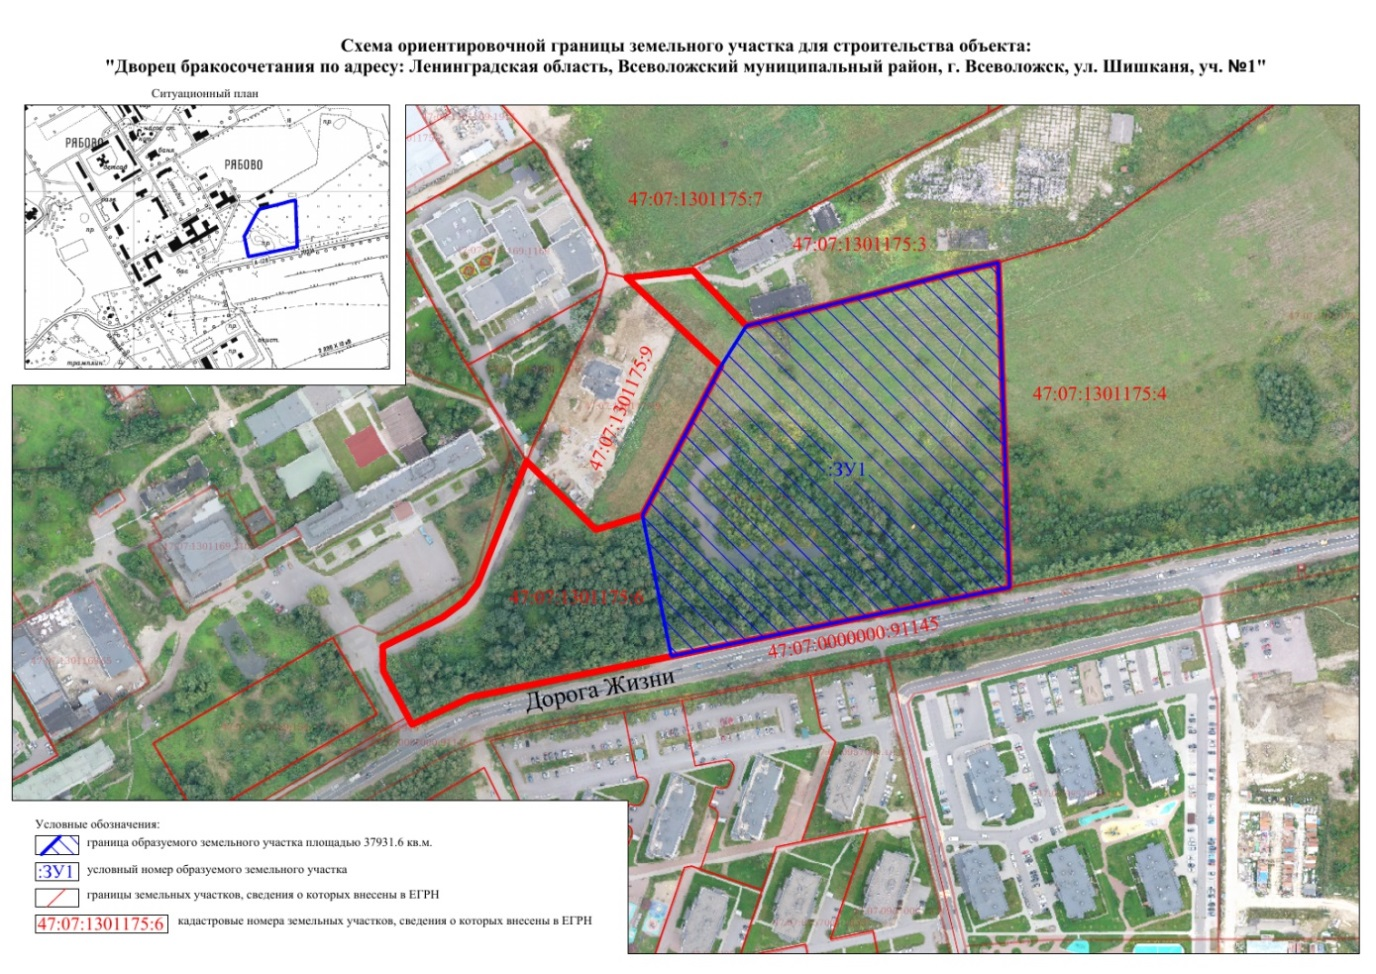 Схема ориентировочной границы земельного участка для строительства объекта:
"Дворец бракосочетания по адресу: Ленинградская область, Всеволожский муниципальный район, г. Всеволожск, ул. Шишканя, уч. №1"
Ситуационный план
РЯБОВО
РЯБОВО
пр
пр
пр
47:07:1301175:7
47:07:1301175:3
47:07:1301175:9
47:07:1301175:4
:ЗУ1
47:07:1301175:6
47:07:0000000:91145
Дорога Жизни
Условные обозначения:
граница образуемого земельного участка площадью 37931.6 кв.м.
:ЗУ1 условный номер образуемого земельного участка
границы земельных участков, сведения о которых внесены в ЕГРН
47:07:1301175:6 кадастровые номера земельных участков, сведения о которых внесены в ЕГРН